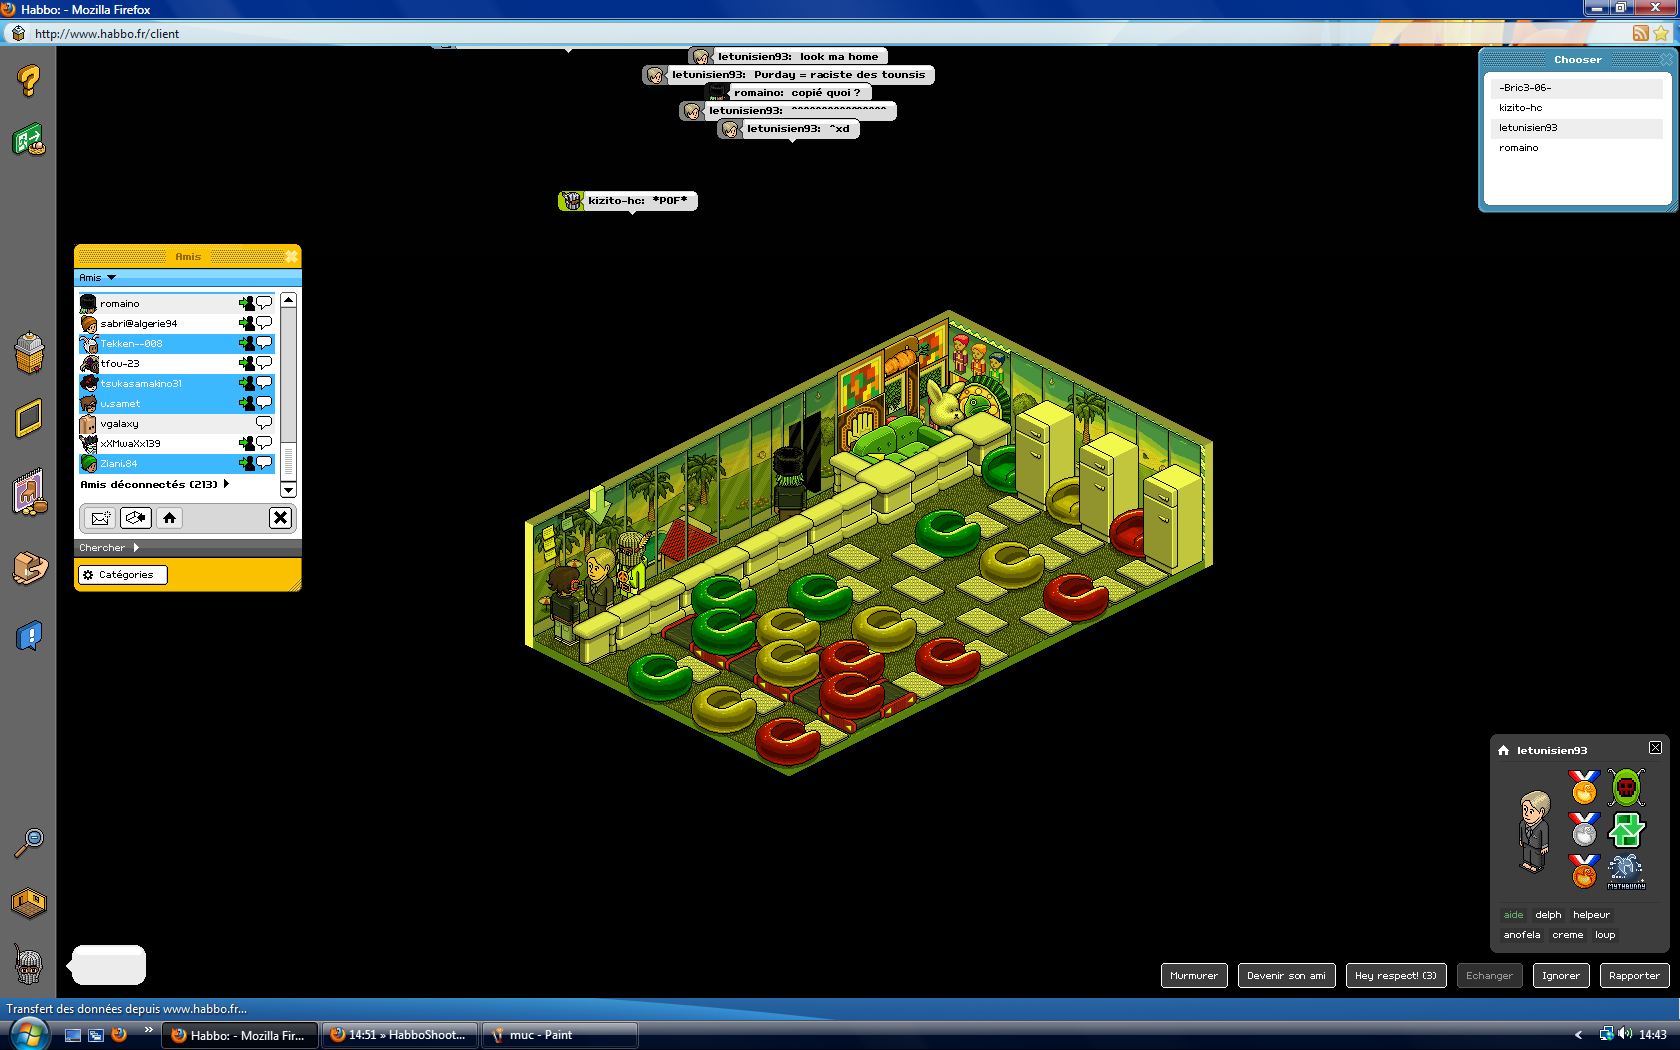 Habbo: - Mozilla Firefox
http://www.habbo.fr/client
letunisien93: look ma home
letunisien93: Purday = raciste des tounsis
romaino: copié quoi ?
letunisien93:
letunisien93: ^xd
kizito-hc: *POF*
Chooser
-Bric3-06-
kizito-hc
letunisien93
romaino
Amis
Amis
romaino
sabri@algerie94
Tekken--008
tfou-23
tsukasamakino31
u.samet
vgalaxy
xXMwaXx139
Ziani.84
Amis déconnectés (213)
Chercher
Catégories
letunisien93
MYTHBUNNY
aide delph helpeur
anofela creme loup
Murmurer Devenir son ami Hey respect! (3) Echanger Ignorer Rapporter
Transfert des données depuis www.habbo.fr...
Habbo: - Mozilla Fir... 14:51 » HabboShoot... muc - Paint 14:43